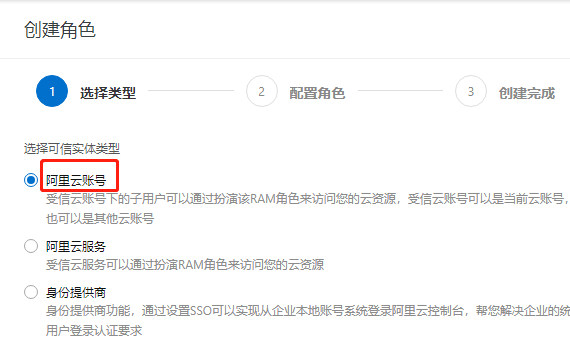 创建角色
1 选择类型 2 配置角色 3 创建完成
选择可信实体类型
阿里云账号
受信云账号下的子用户可以通过扮演该RAM角色来访问您的云资源，受信云账号可以是当前云账号，
也可以是其他云账号
阿里云服务
受信云服务可以通过扮演RAM角色来访问您的云资源
身份提供商
身份提供商功能，通过设置SSO可以实现从企业本地账号系统登录阿里云控制台，帮您解决企业的统
用户登录认证要求